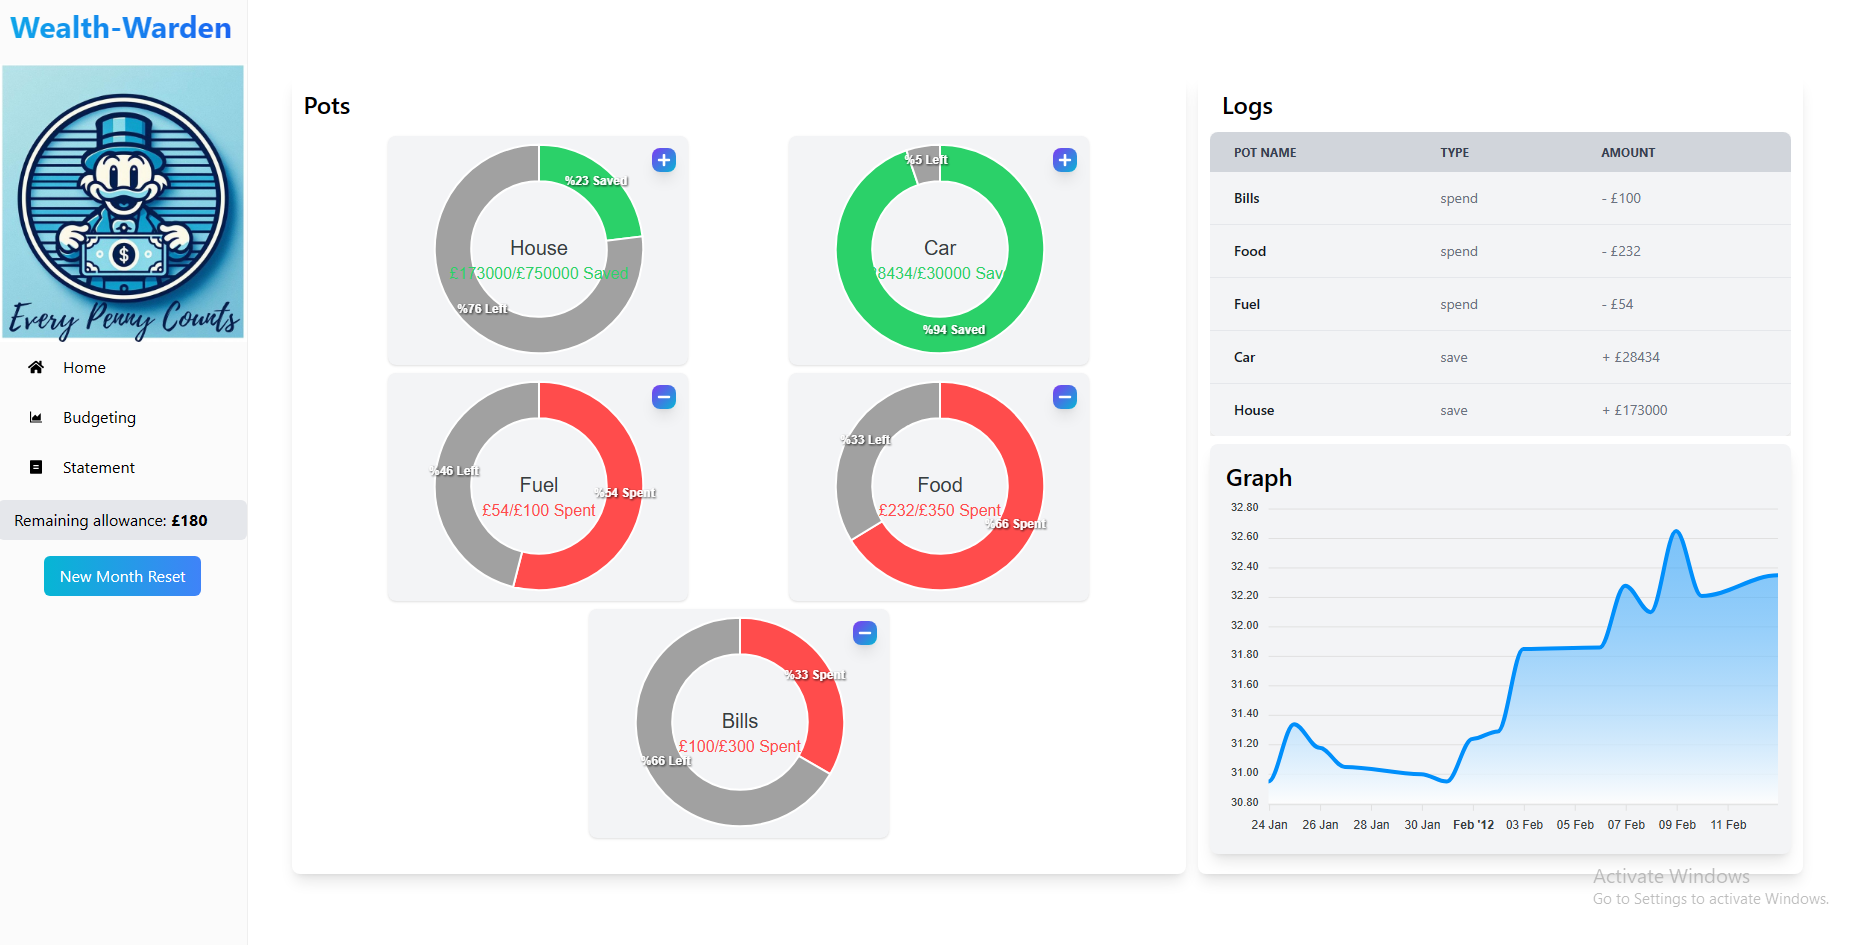 Wealth-Warden
$
Every Penny Counts
Home
Budgeting
Statement
Remaining allowance: £180
New Month Reset
Pots
%23 Saved
House
£173000/£750000 Saved
%76 Left
%5 Left
Car
8434/£30000 Sav
%94 Saved
%46 Left
Fuel
£54/£100 Spent
%54 Spent
%33 Left
Food
£232/£350 Spent
%66 Spent
%33 Spent
Bills
£100/£300 Spent
%66 Left
Logs
POT NAME TYPE AMOUNT
Bills spend - £100
Food spend - £232
Fuel spend - £54
Car save + £28434
House save + £173000
Graph
32.80
32.60
32.40
32.20
32.00
31.80
31.60
31.40
31.20
31.00
30.80
24 Jan 26 Jan 28 Jan 30 Jan Feb '12 03 Feb 05 Feb 07 Feb 09 Feb 11 Feb
Activate Windows
Go to Settings to activate Windows.